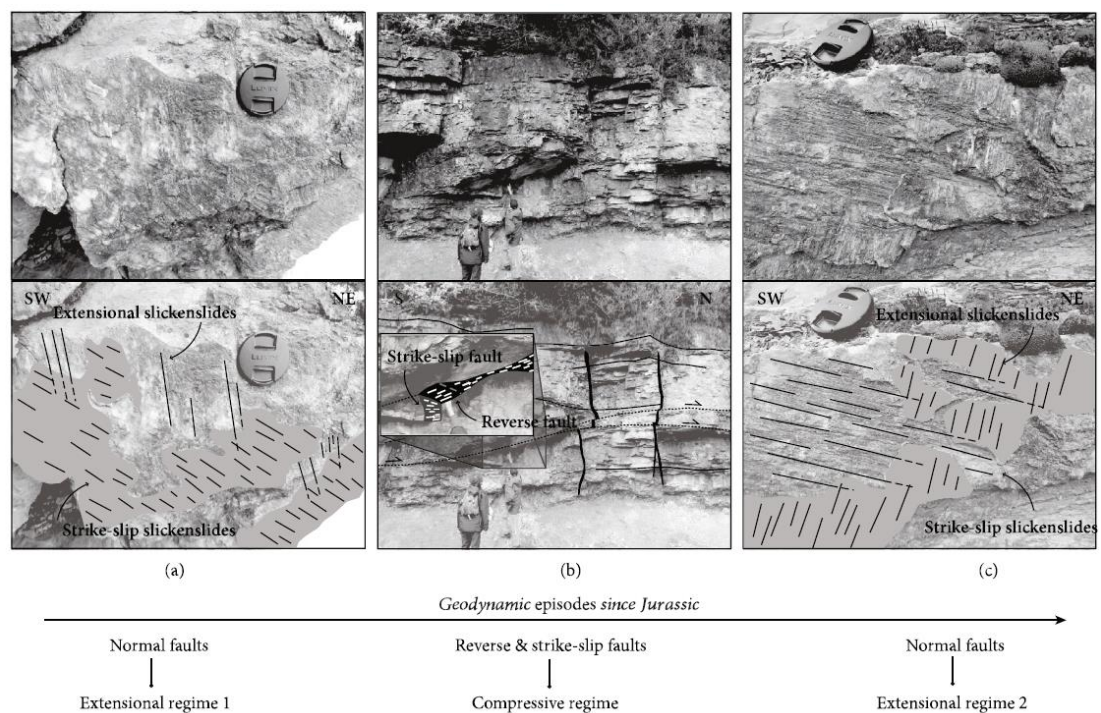 SW
NE
Extensional slickenslides
Strike-slip slickenslides
S
N
Strike-slip fault
Reverse fault
SW
NE
Extensional slickenslides
Strike-slip slickenslides
(a)
(b)
(c)
Geodynamic episodes since Jurassic
Normal faults
Reverse & strike-slip faults
Normal faults
Extensional regime 1
Compressive regime
Extensional regime 2